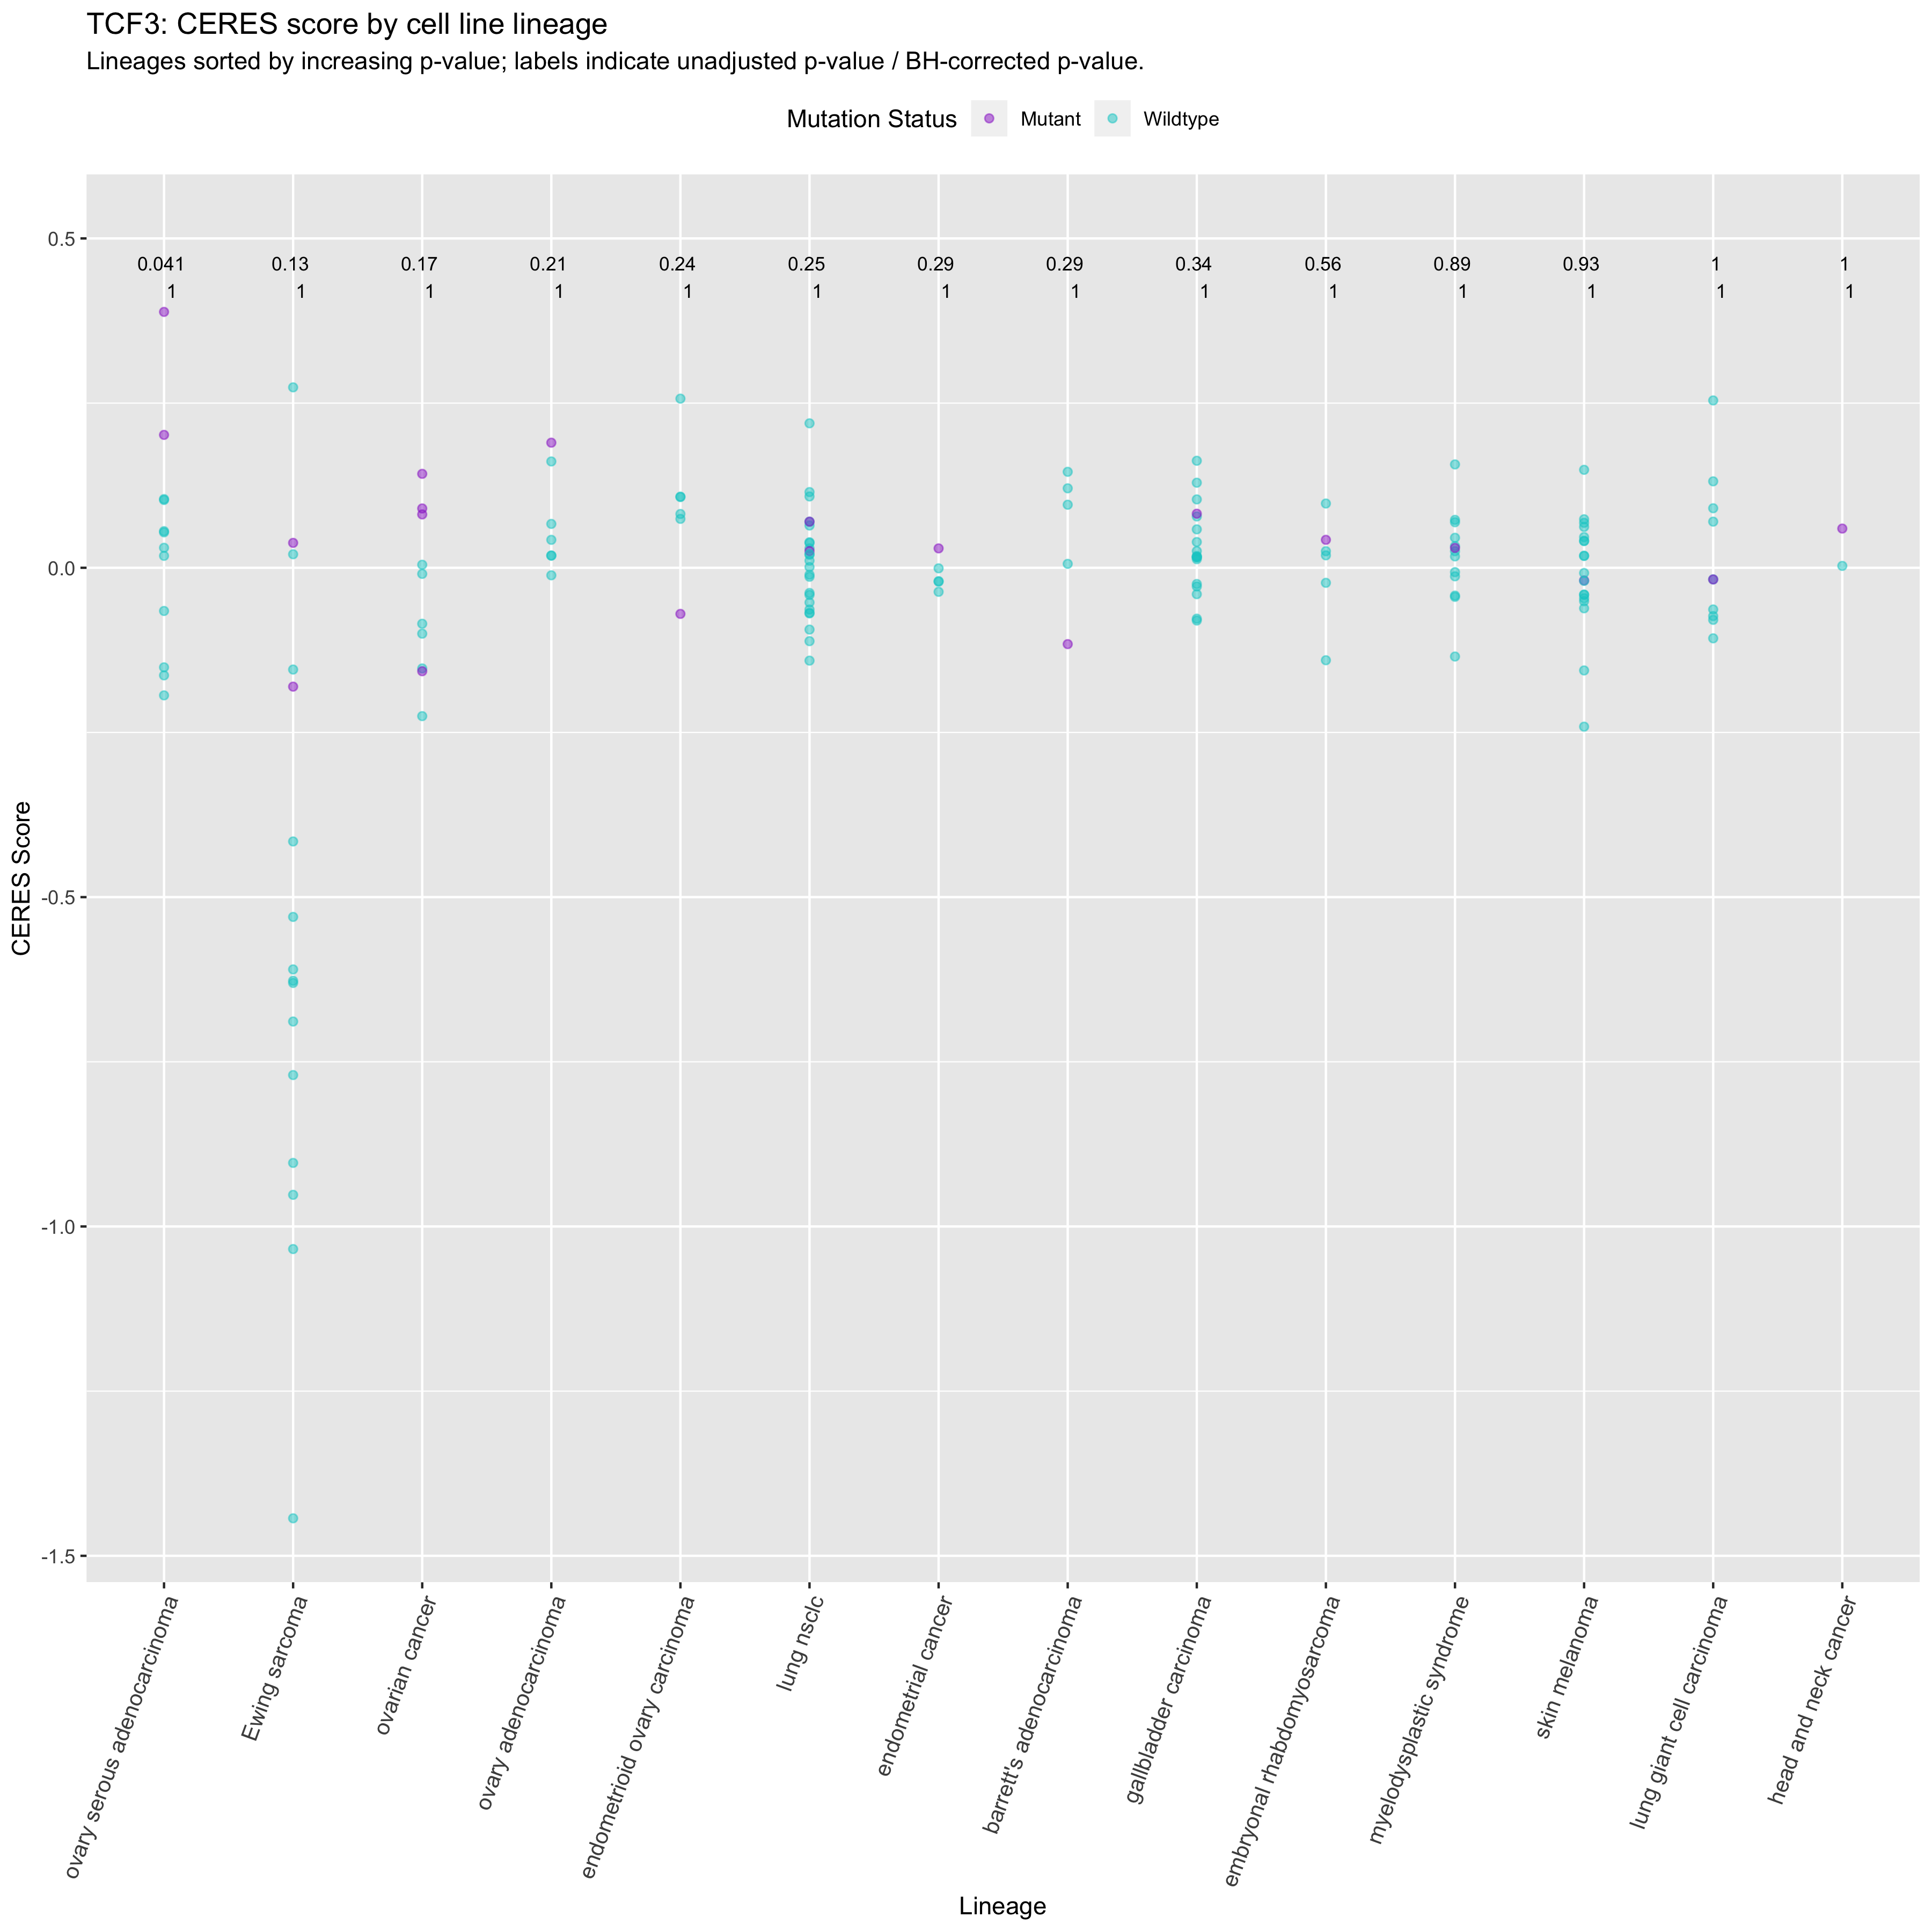 TCF3: CERES score by cell line lineage
Lineages sorted by increasing p-value; labels indicate unadjusted p-value / BH-corrected p-value.
Mutation Status Mutant Wildtype
0.5
0.041 0.13 0.17 0.21 0.24 0.25 0.29 0.29 0.34 0.56 0.89 0.93 1 1
1 1 1 1 1 1 1 1 1 1 1 1 1 1
0.0
-0.5
-1.0
-1.5
CERES Score
ovary serous adenocarcinoma
Ewing sarcoma
ovarian cancer
ovary adenocarcinoma
endometrioid ovary carcinoma
lung nsclc
endometrial cancer
barrett's adenocarcinoma
gallbladder carcinoma
embryonal rhabdomyosarcoma
myelodysplastic syndrome
skin melanoma
lung giant cell carcinoma
head and neck cancer
Lineage